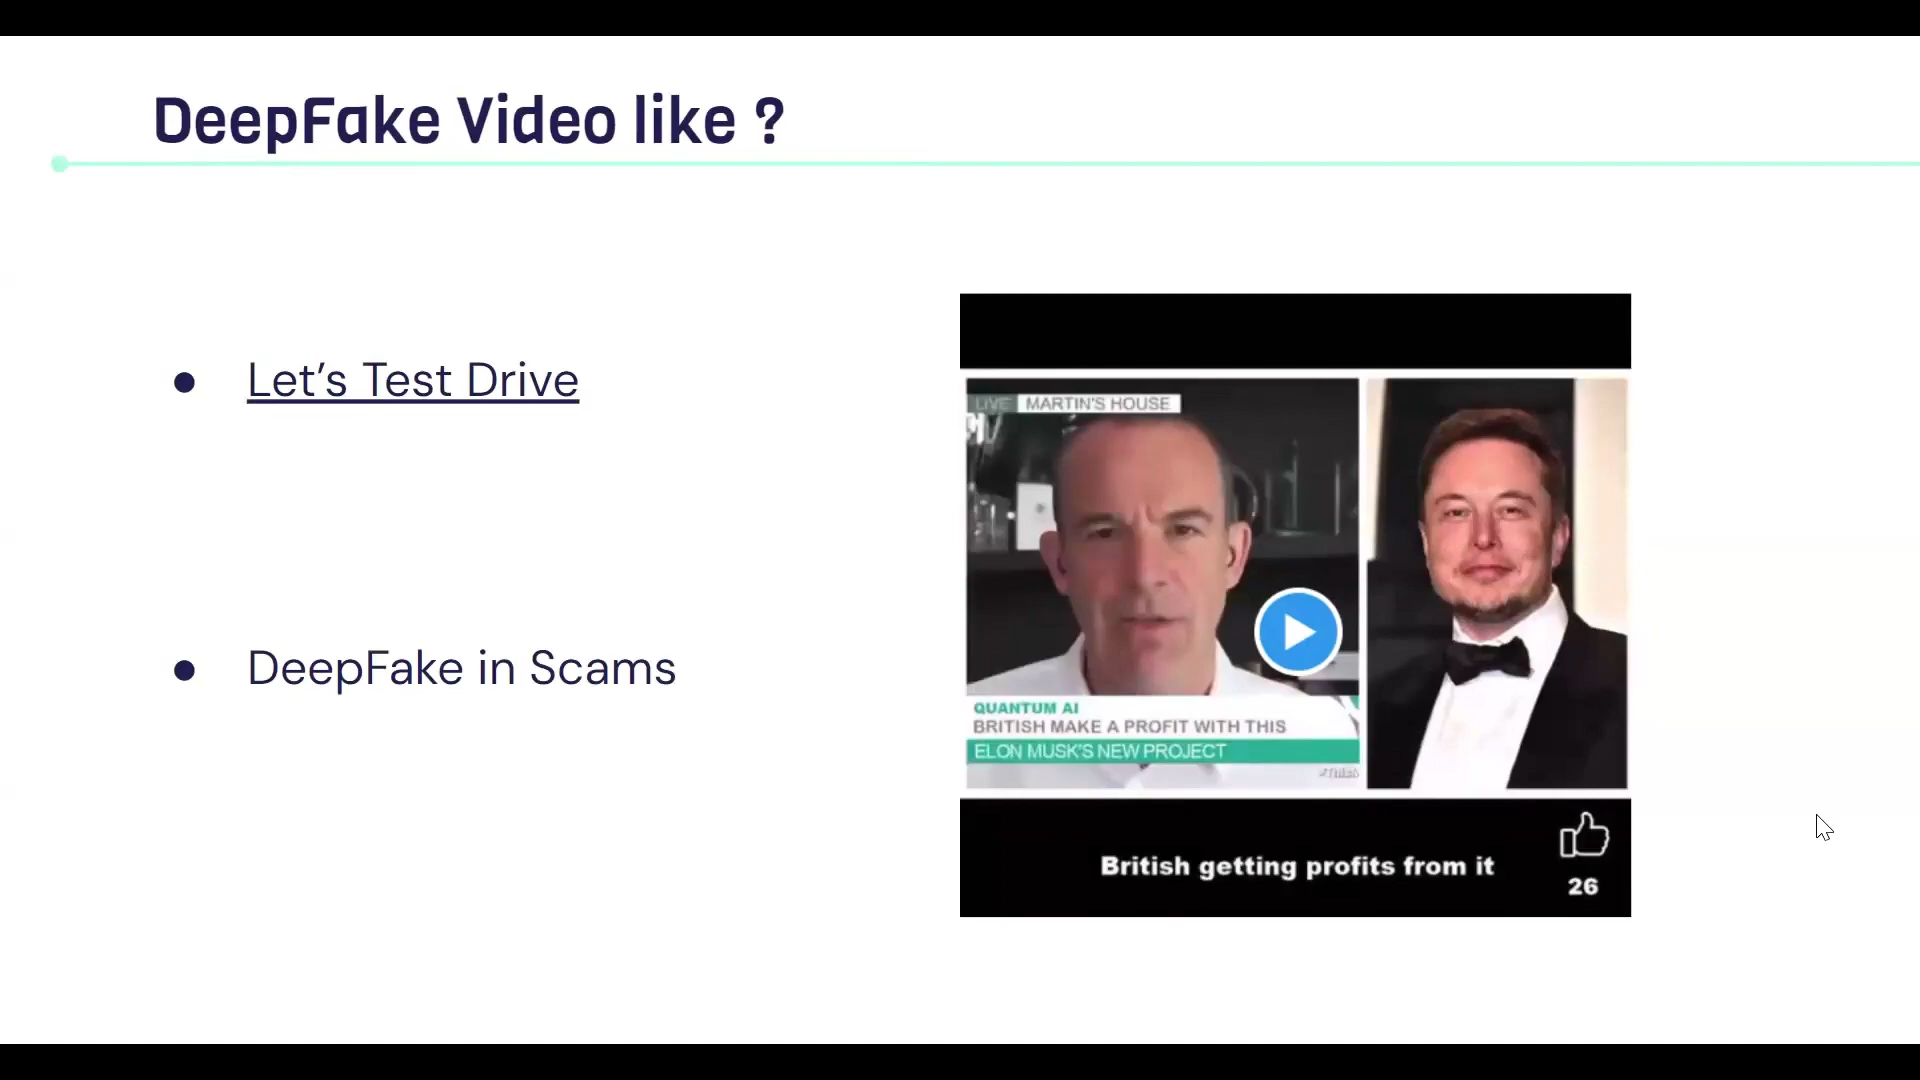 DeepFake Video like ?
● Let’s Test Drive
● DeepFake in Scams
LIVE MARTIN'S HOUSE
QUANTUM AI
BRITISH MAKE A PROFIT WITH THIS
ELON MUSK'S NEW PROJECT
British getting profits from it
26